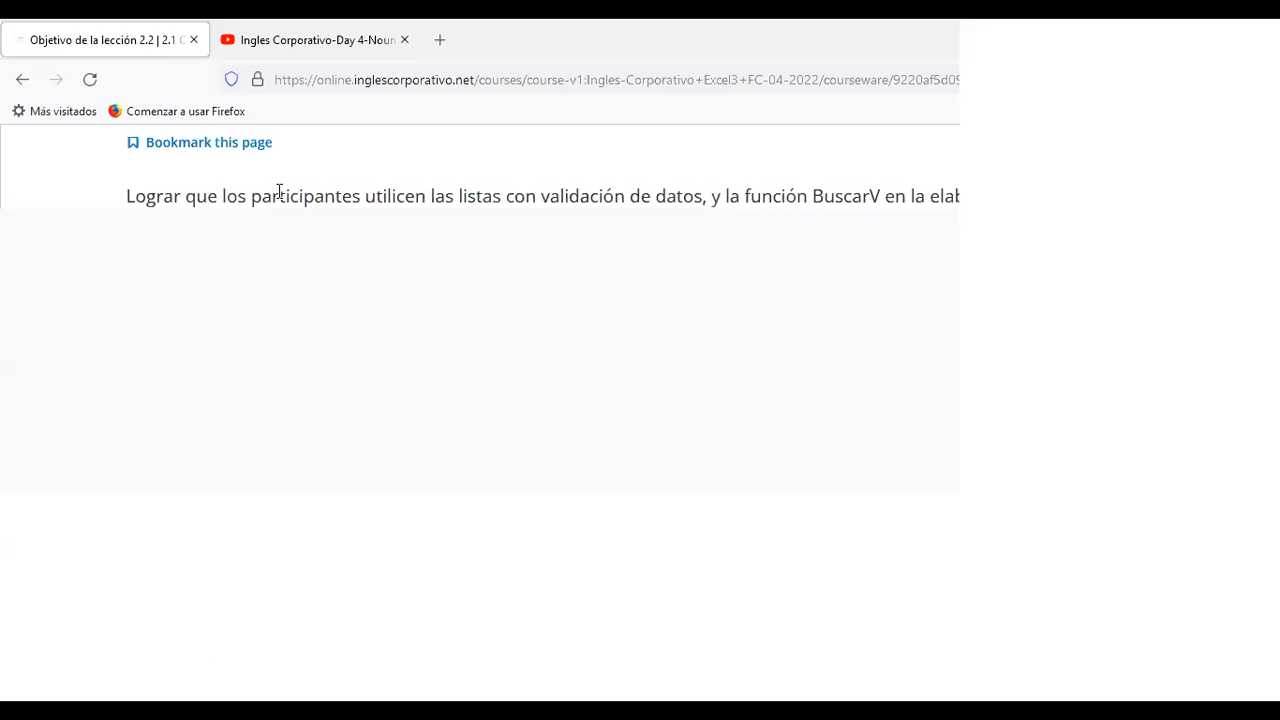 Objetivo de la lección 2.2 | 2.1
Ingles Corporativo-Day 4-Noun
https://online.inglescorporativo.net/courses/course-v1:Ingles-Corporativo+Excel3+FC-04-2022/courseware/9220af5d09
Más visitados
Comenzar a usar Firefox
Bookmark this page
Lograr que los participantes utilicen las listas con validación de datos, y la función BuscarV en la elab